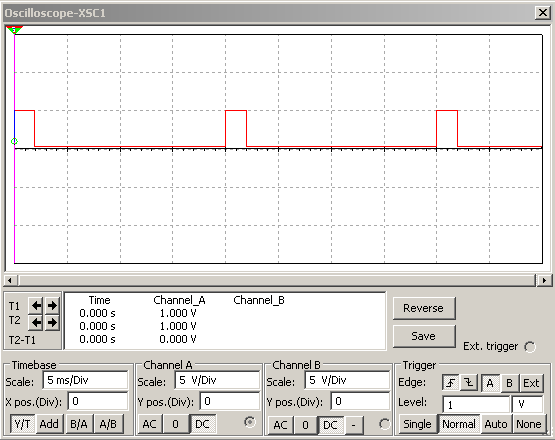 Oscilloscope-XSC1
Time Channel_A Channel_B
T1 0.000 s 1.000 V
T2 0.000 s 1.000 V
T2-T1 0.000 s 0.000 V
Reverse
Save
Ext. trigger
Timebase
Scale: 5 ms/Div
X pos.(Div): 0
Y/T Add B/A A/B
Channel A
Scale: 5 V/Div
Y pos.(Div): 0
AC 0 DC
Channel B
Scale: 5 V/Div
Y pos.(Div): 0
AC 0 DC -
Trigger
Edge: A B Ext
Level: 1 V
Single Normal Auto None